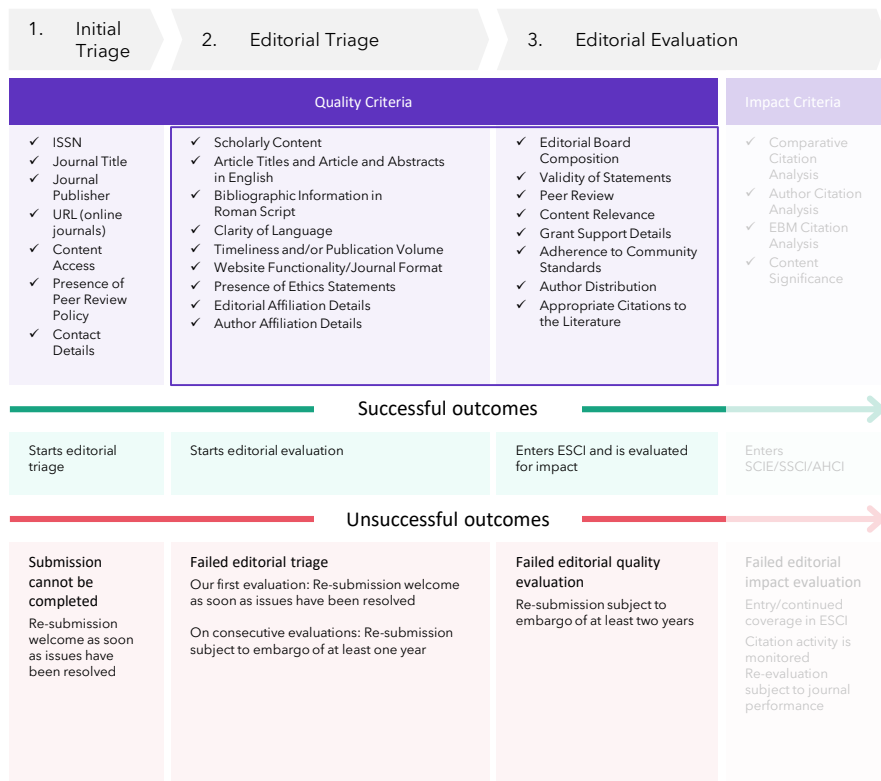 1. Initial
Triage
2. Editorial Triage
3. Editorial Evaluation
Quality Criteria
Impact Criteria
✓ ISSN
✓ Journal Title
✓ Journal
Publisher
✓ URL (online
journals)
✓ Content
Access
✓ Presence of
Peer Review
Policy
✓ Contact
Details
✓ Scholarly Content
✓ Article Titles and Article and Abstracts
in English
✓ Bibliographic Information in
Roman Script
✓ Clarity of Language
✓ Timeliness and/or Publication Volume
✓ Website Functionality/Journal Format
✓ Presence of Ethics Statements
✓ Editorial Affiliation Details
✓ Author Affiliation Details
✓ Editorial Board
Composition
✓ Validity of Statements
✓ Peer Review
✓ Content Relevance
✓ Grant Support Details
✓ Adherence to Community
Standards
✓ Author Distribution
✓ Appropriate Citations to
the Literature
✓ Comparative
Citation
Analysis
✓ Author Citation
Analysis
✓ EBM Citation
Analysis
✓ Content
Significance
Successful outcomes
Starts editorial
triage
Starts editorial evaluation
Enters ESCI and is evaluated
for impact
Enters
SCIE/SSCI/AHCI
Unsuccessful outcomes
Submission
cannot be
completed
Re-submission
welcome as soon
as issues have
been resolved
Failed editorial triage
Our first evaluation: Re-submission welcome
as soon as issues have been resolved
On consecutive evaluations: Re-submission
subject to embargo of at least one year
Failed editorial quality
evaluation
Re-submission subject to
embargo of at least two years
Failed editorial
impact evaluation
Entry/continued
coverage in ESCI
Citation activity is
monitored
Re-evaluation
subject to journal
performance